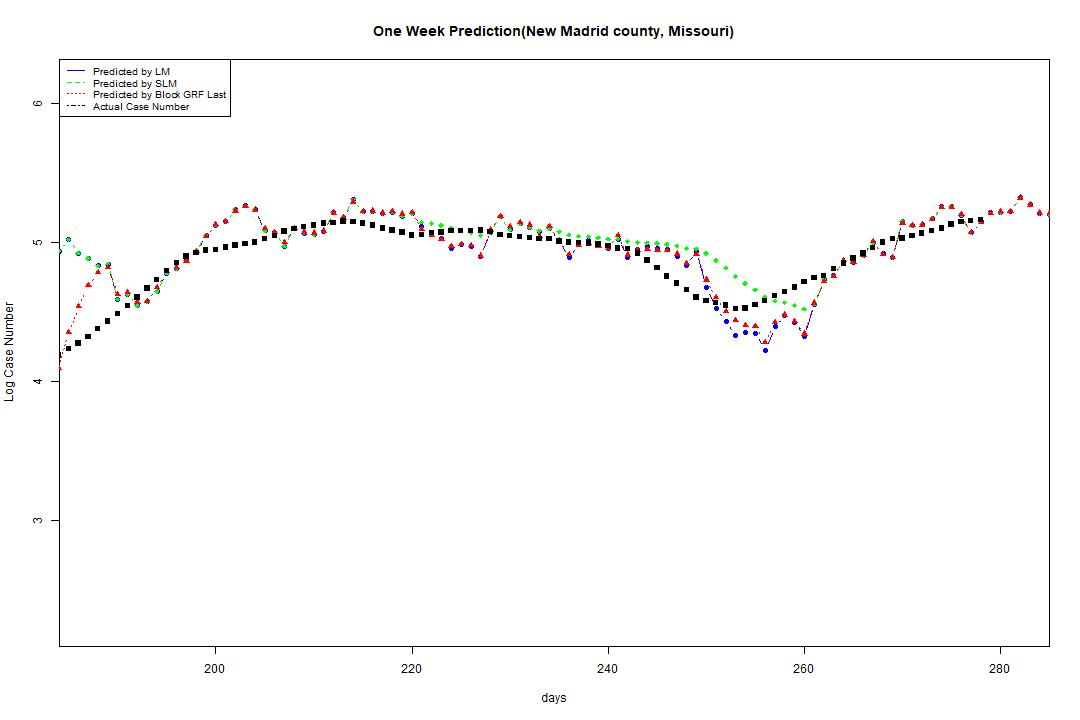 One Week Prediction(New Madrid county, Missouri)
Predicted by LM
Predicted by SLM
Predicted by Block GRF Last
Actual Case Number
6
5
4
3
Log Case Number
200 220 240 260 280
days